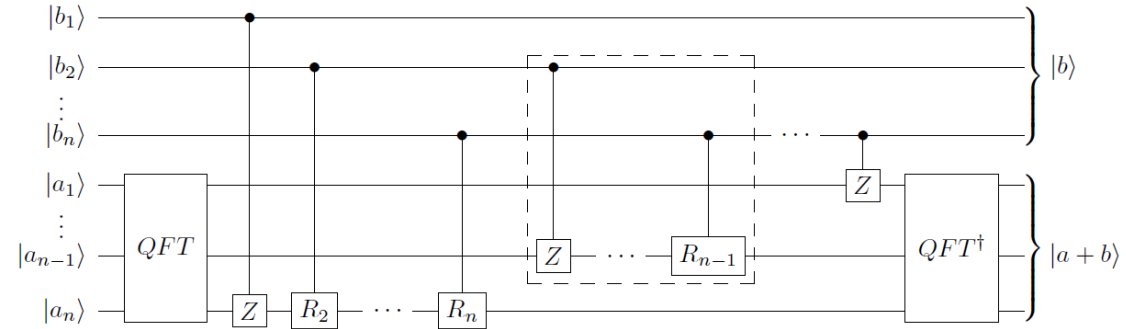 |b₁⟩
|b₂⟩ |b⟩
⋮
|bₙ⟩ ⋯
|a₁⟩ Z
⋮
|aₙ₋₁⟩ QFT Z ⋯ Rₙ₋₁ QFT† |a + b⟩
|aₙ⟩ Z R₂ ⋯ Rₙ